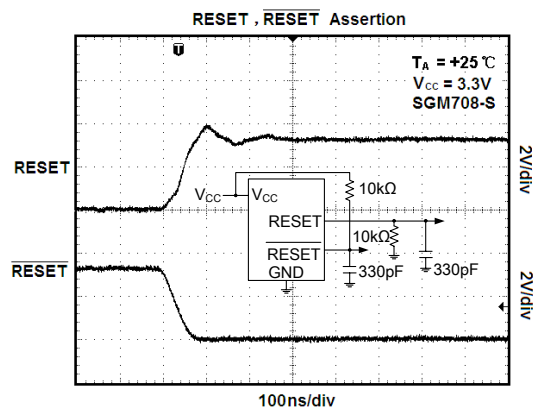 RESET , RESET Assertion
T
TA = +25 ℃
VCC = 3.3V
SGM708-S
RESET
2V/div
VCC
VCC
10kΩ
RESET
10kΩ
RESET
GND
330pF
330pF
RESET
2V/div
100ns/div